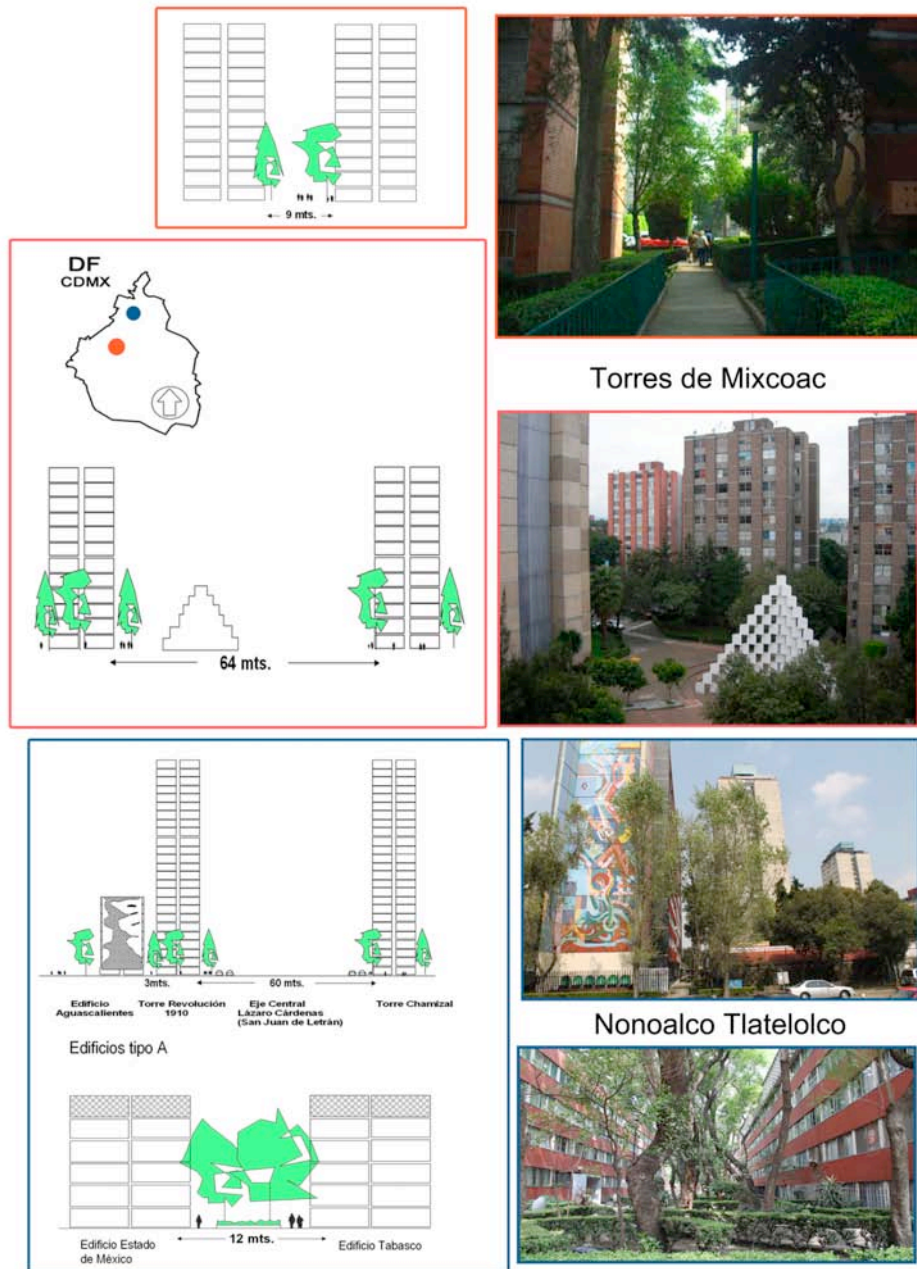 9 mts.
DF
CDMX
Torres de Mixcoac
64 mts.
3mts.
60 mts.
Edificio
Aguascalientes
Torre Revolución
1910
Eje Central
Lázaro Cárdenas
(San Juan de Letrán)
Torre Chamizal
Nonoalco Tlatelolco
Edificios tipo A
12 mts.
Edificio Estado
de México
Edificio Tabasco